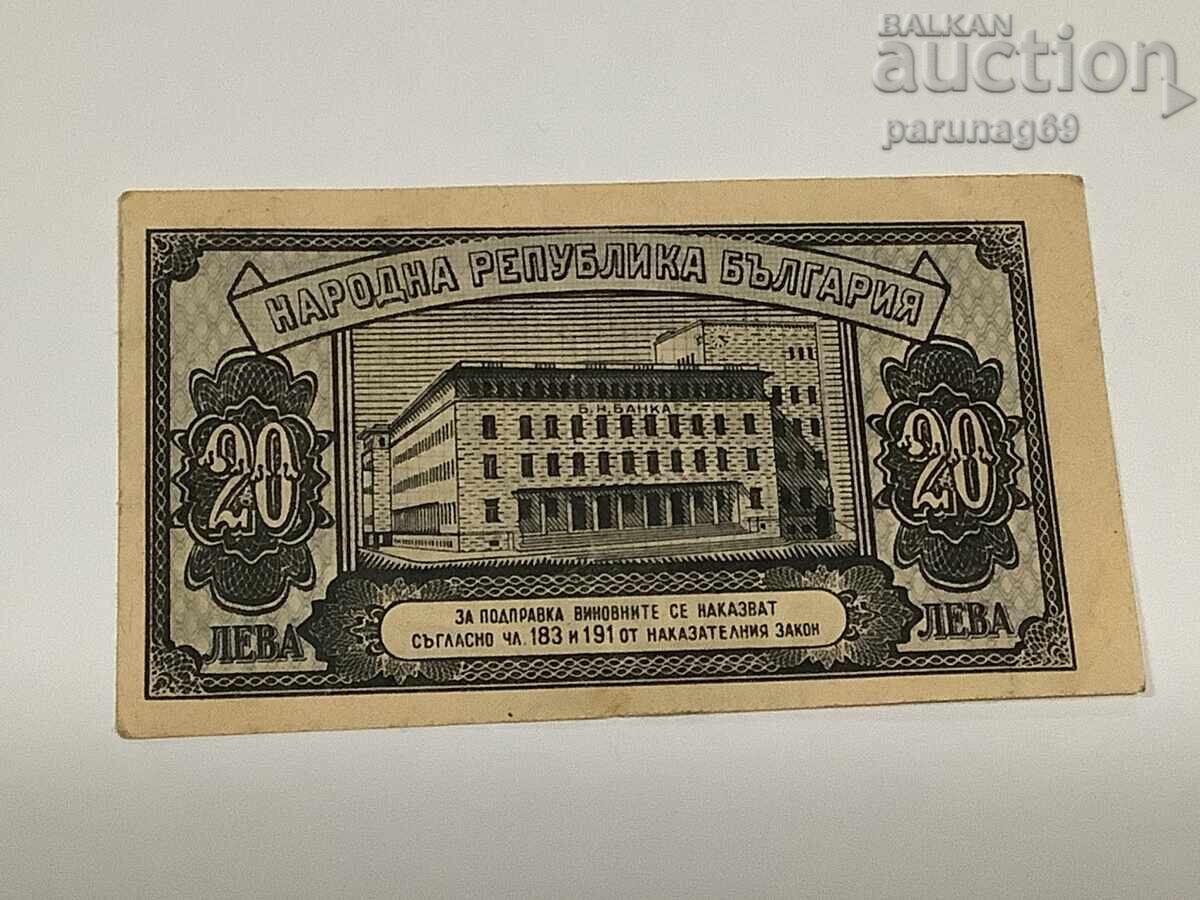 BALKAN
auction
parunag69
НАРОДНА РЕПУБЛИКА БЪЛГАРИЯ
Б.Н.БАНКА
20
20
ЛЕВА
ЛЕВА
ЗА ПОДПРАВКА ВИНОВНИТЕ СЕ НАКАЗВАТ
СЪГЛАСНО ЧЛ. 183 И 191 ОТ НАКАЗАТЕЛНИЯ ЗАКОН